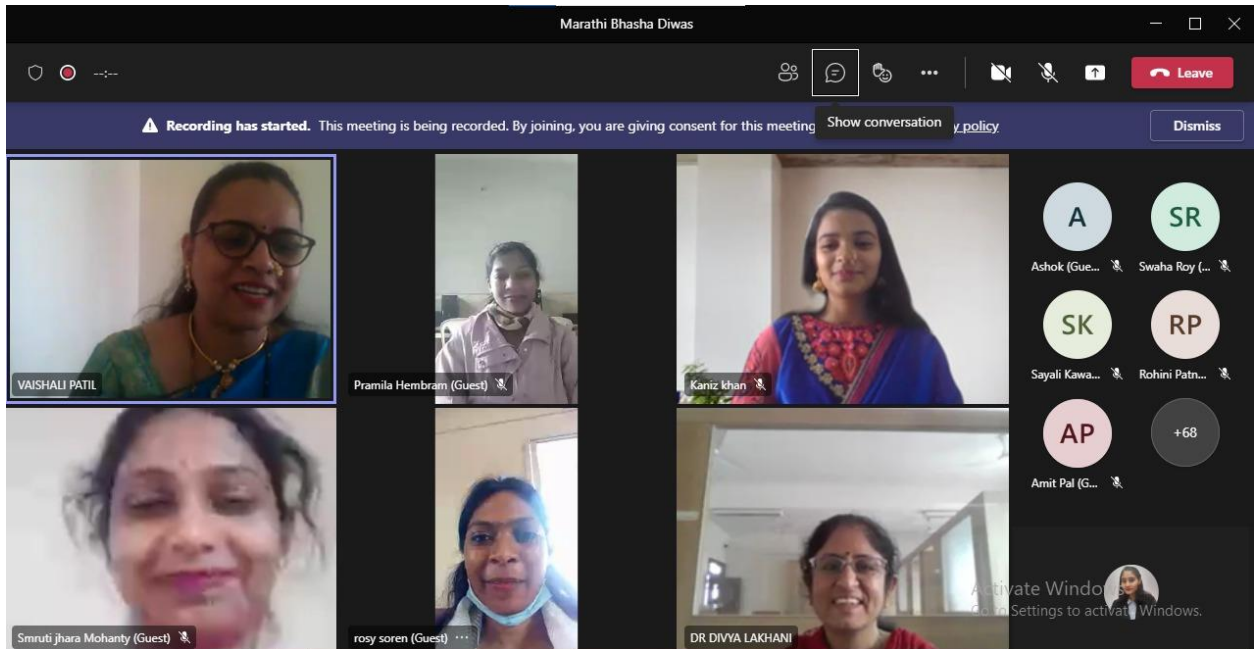 Marathi Bhasha Diwas
--:--
Leave
Recording has started. This meeting is being recorded. By joining, you are giving consent for this meeting
Show conversation
y policy
Dismiss
VAISHALI PATIL
Pramila Hembram (Guest)
Kaniz khan
A
SR
Ashok (Gue...
Swaha Roy (...
SK
RP
Sayali Kawa...
Rohini Patn...
AP
+68
Amit Pal (G...
Smruti jhara Mohanty (Guest)
rosy soren (Guest) ...
DR DIVYA LAKHANI
Activate Windows
Go to Settings to activate Windows.